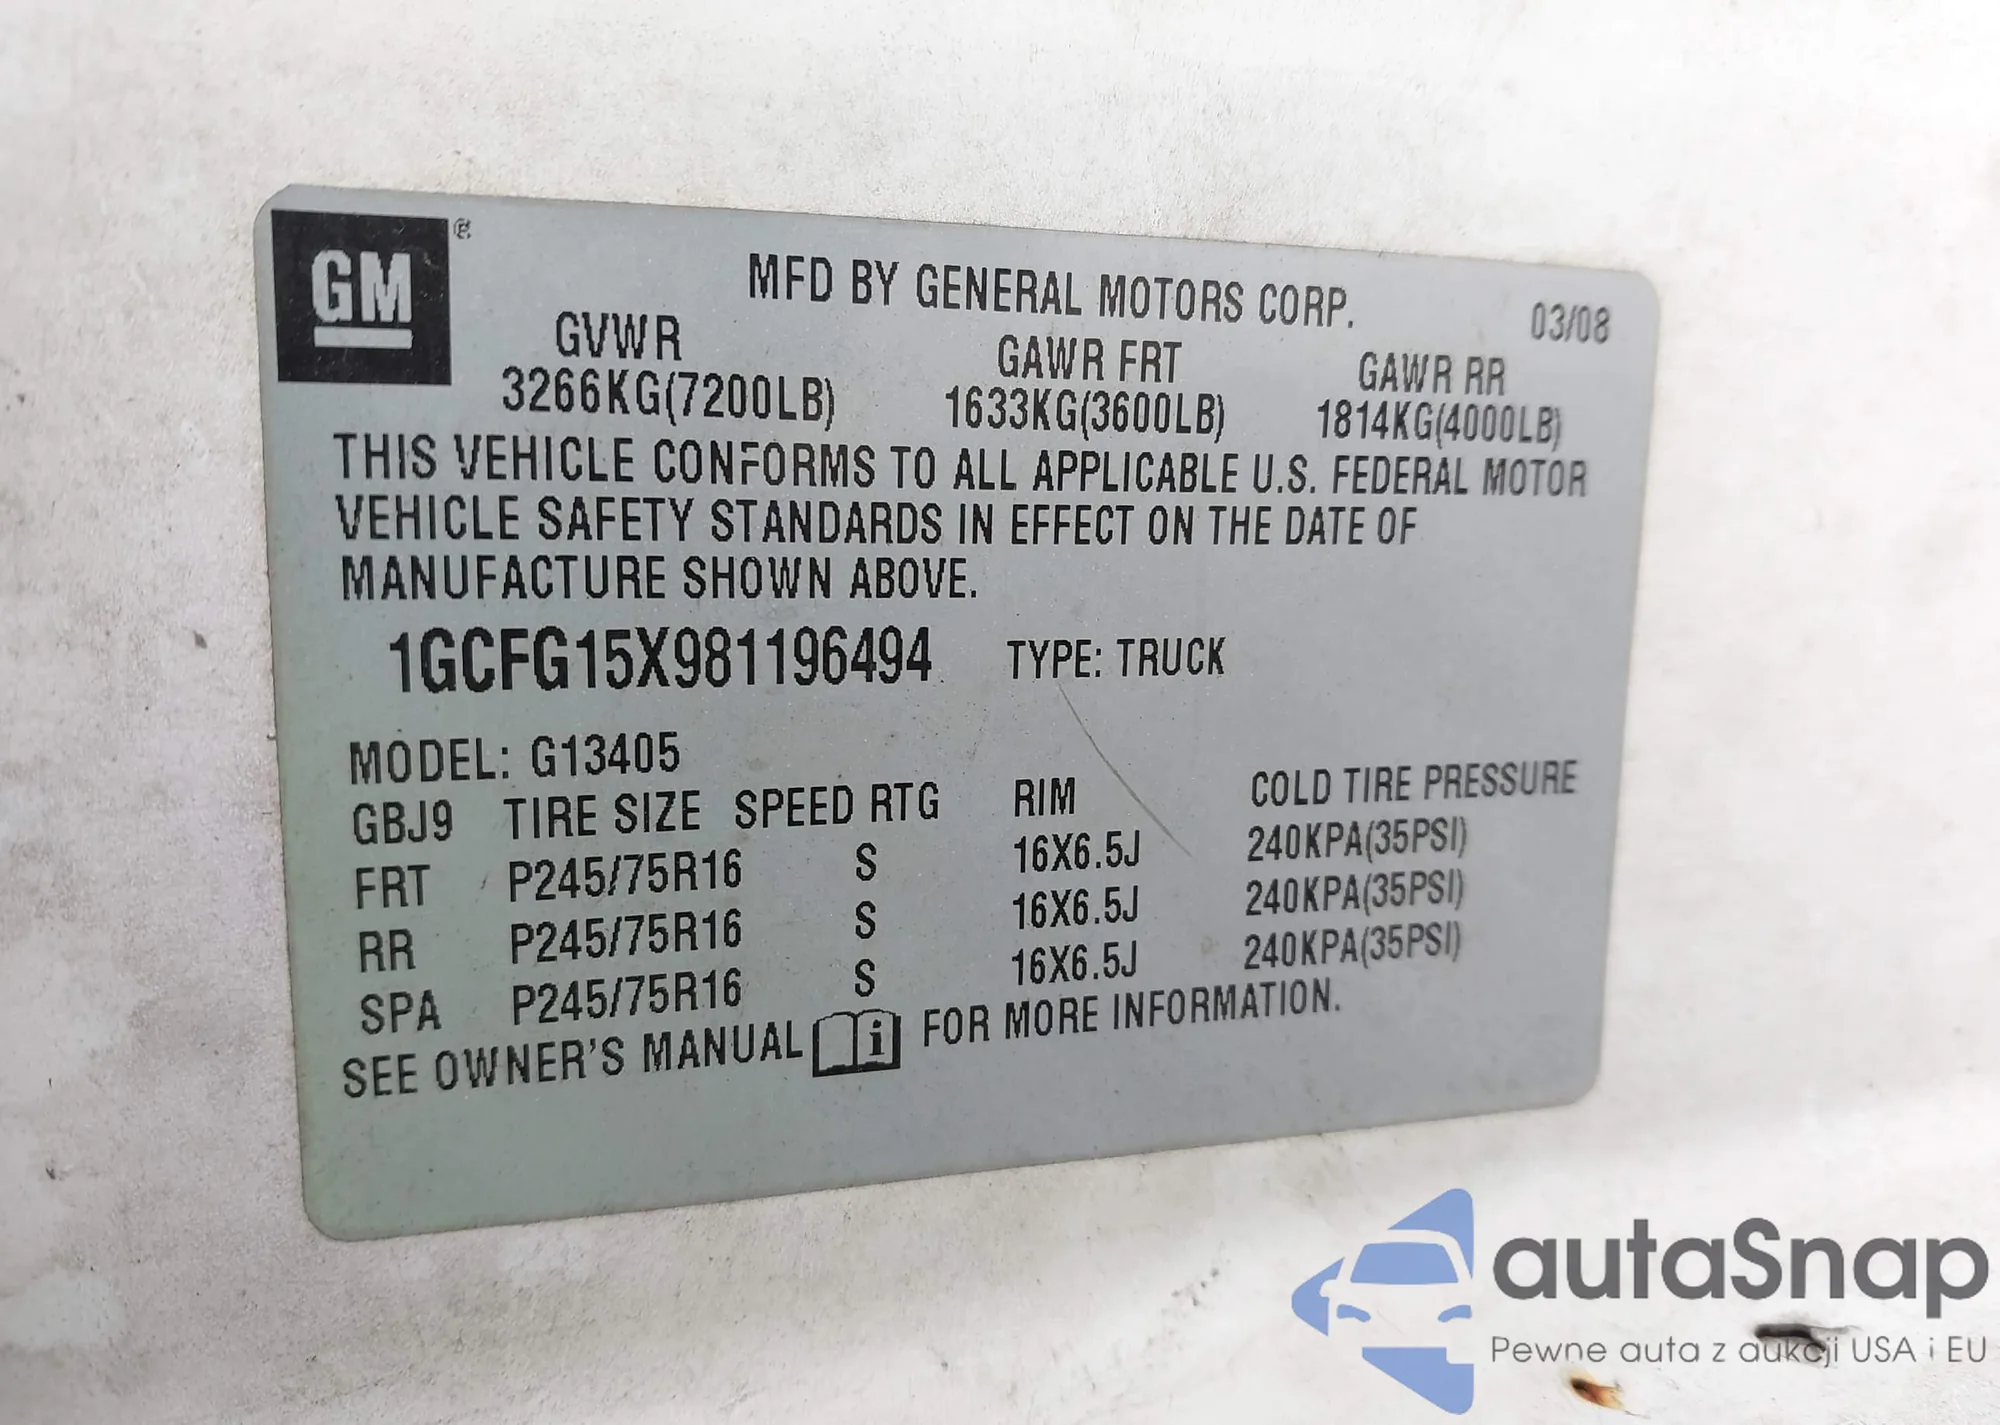 GM ®
MFD BY GENERAL MOTORS CORP. 03/08
GVWR GAWR FRT GAWR RR
3266KG(7200LB) 1633KG(3600LB) 1814KG(4000LB)
THIS VEHICLE CONFORMS TO ALL APPLICABLE U.S. FEDERAL MOTOR
VEHICLE SAFETY STANDARDS IN EFFECT ON THE DATE OF
MANUFACTURE SHOWN ABOVE.
1GCFG15X981196494 TYPE: TRUCK
MODEL: G13405
GBJ9 TIRE SIZE SPEED RTG RIM COLD TIRE PRESSURE
FRT P245/75R16 S 16X6.5J 240KPA(35PSI)
RR P245/75R16 S 16X6.5J 240KPA(35PSI)
SPA P245/75R16 S 16X6.5J 240KPA(35PSI)
SEE OWNER'S MANUAL i FOR MORE INFORMATION.
autaSnap
Pewne auta z aukcji USA i EU